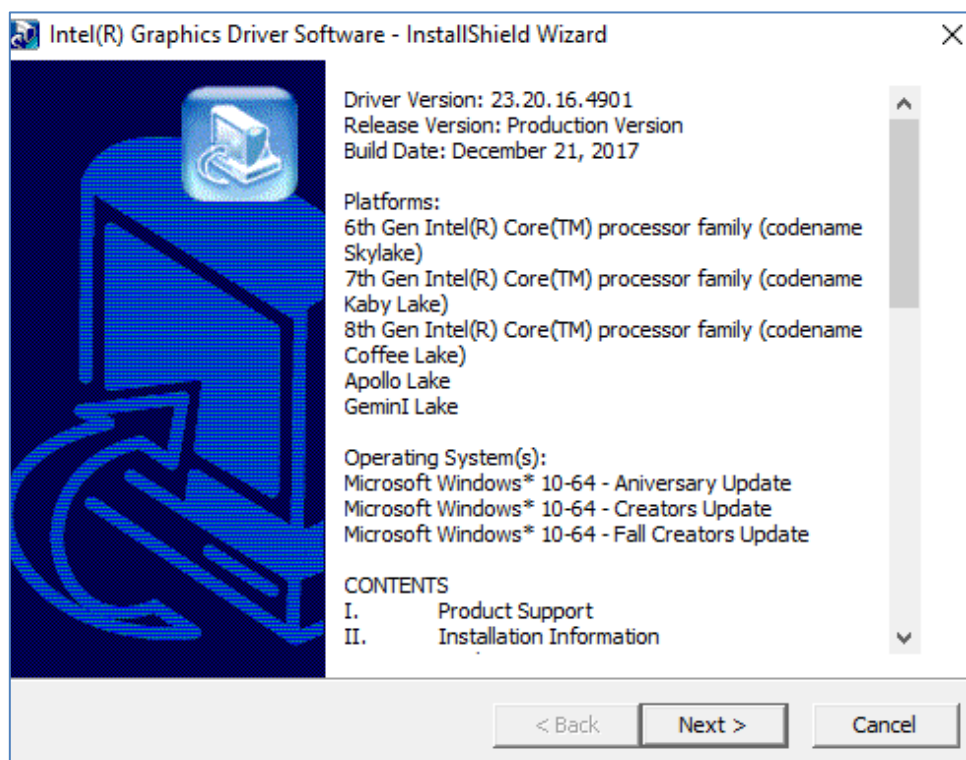 Intel(R) Graphics Driver Software - InstallShield Wizard
Driver Version: 23.20.16.4901
Release Version: Production Version
Build Date: December 21, 2017
Platforms:
6th Gen Intel(R) Core(TM) processor family (codename
Skylake)
7th Gen Intel(R) Core(TM) processor family (codename
Kaby Lake)
8th Gen Intel(R) Core(TM) processor family (codename
Coffee Lake)
Apollo Lake
GeminI Lake
Operating System(s):
Microsoft Windows* 10-64 - Aniversary Update
Microsoft Windows* 10-64 - Creators Update
Microsoft Windows* 10-64 - Fall Creators Update
CONTENTS
I. Product Support
II. Installation Information
< Back
Next >
Cancel